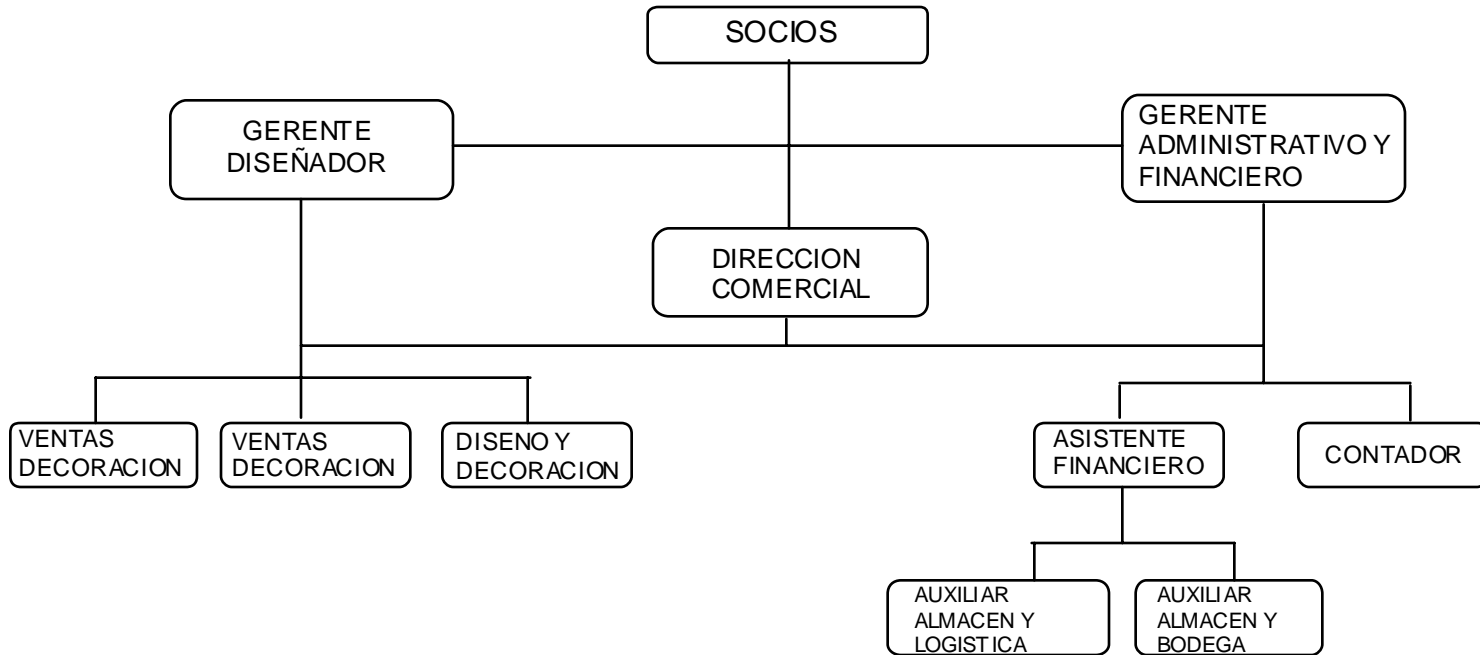 SOCIOS
GERENTE
DISEÑADOR
GERENTE
ADMINISTRATIVO Y
FINANCIERO
DIRECCION
COMERCIAL
VENTAS
DECORACION
VENTAS
DECORACION
DISENO Y
DECORACION
ASISTENTE
FINANCIERO
CONTADOR
AUXILIAR
ALMACEN Y
LOGISTICA
AUXILIAR
ALMACEN Y
BODEGA